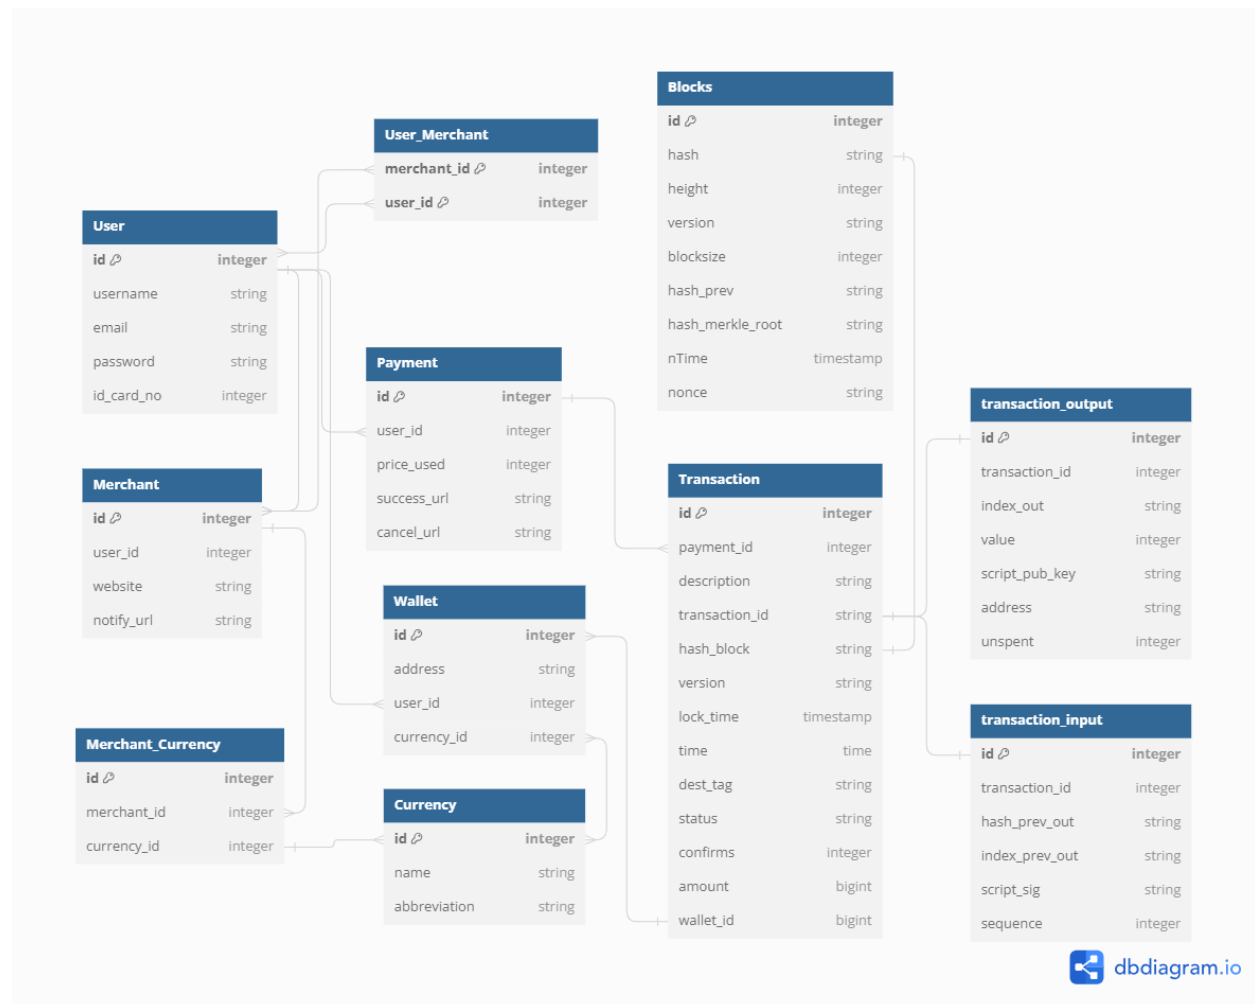 User_Merchant
merchant_id integer
user_id integer
User
id integer
username string
email string
password string
id_card_no integer
Merchant
id integer
user_id integer
website string
notify_url string
Merchant_Currency
id integer
merchant_id integer
currency_id integer
Payment
id integer
user_id integer
price_used integer
success_url string
cancel_url string
Wallet
id integer
address string
user_id integer
currency_id integer
Currency
id integer
name string
abbreviation string
Blocks
id integer
hash string
height integer
version string
blocksize integer
hash_prev string
hash_merkle_root string
nTime timestamp
nonce string
Transaction
id integer
payment_id integer
description string
transaction_id string
hash_block string
version string
lock_time timestamp
time time
dest_tag string
status string
confirms integer
amount bigint
wallet_id bigint
transaction_output
id integer
transaction_id integer
index_out string
value integer
script_pub_key string
address string
unspent integer
transaction_input
id integer
transaction_id integer
hash_prev_out string
index_prev_out string
script_sig string
sequence integer
dbdiagram.io